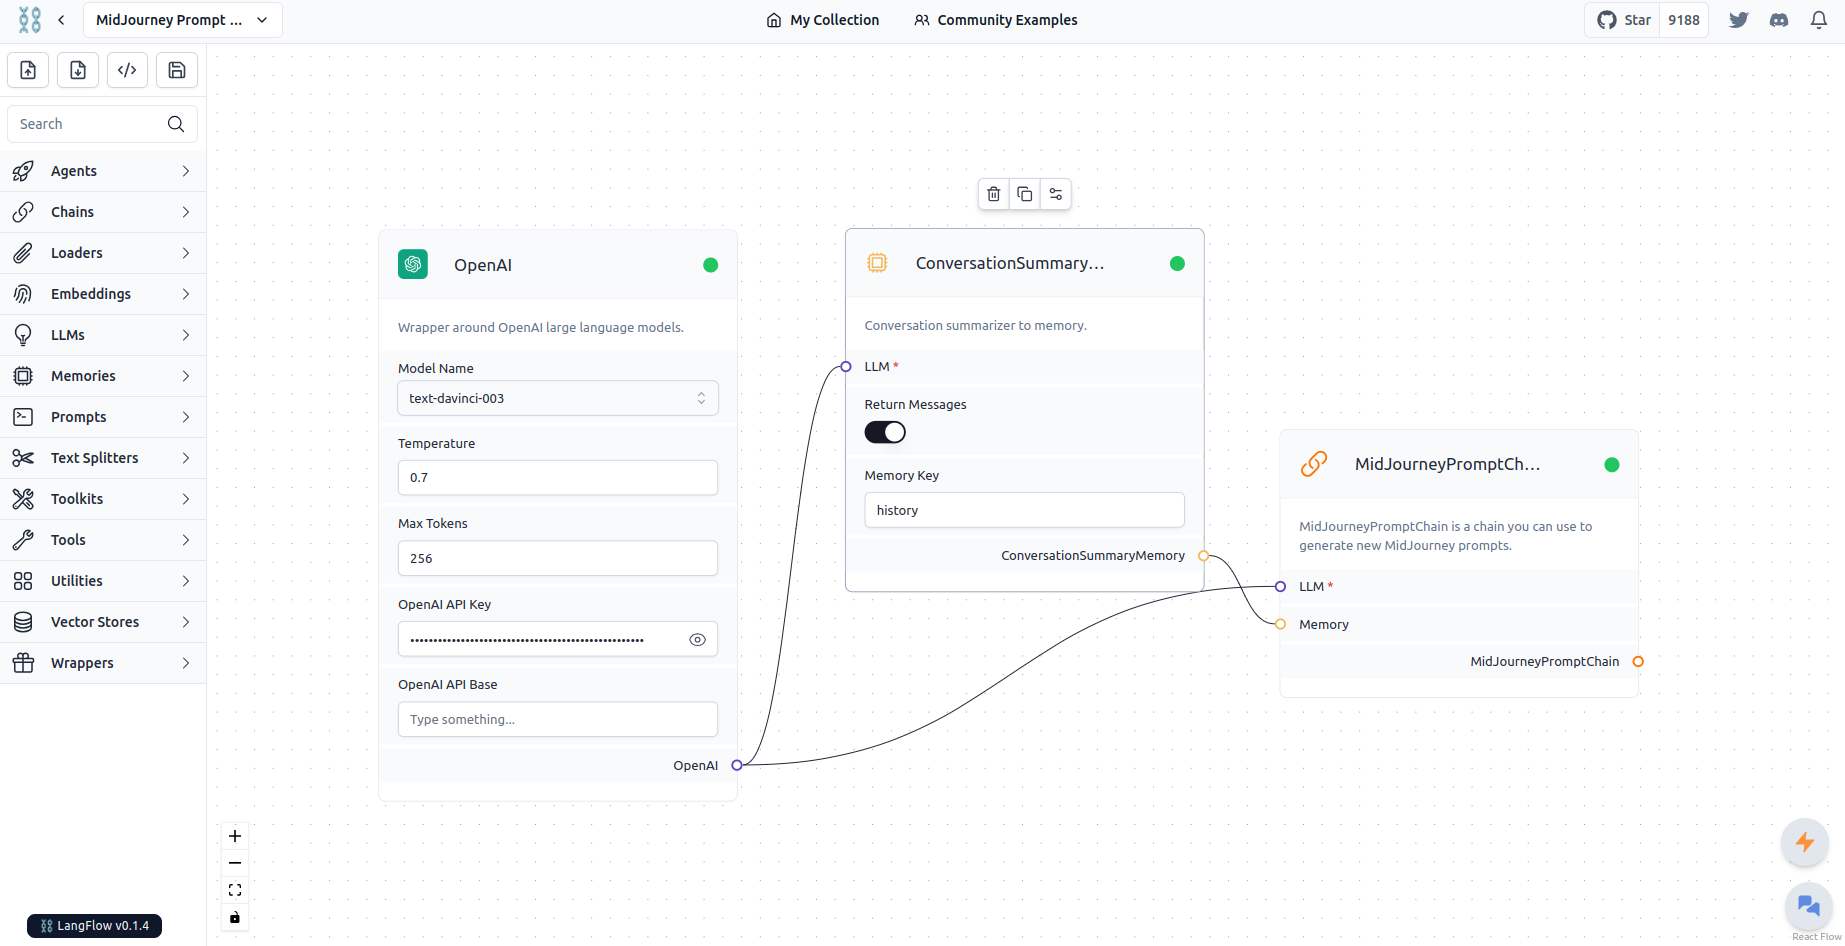 MidJourney Prompt ...
My Collection
Community Examples
Star
9188
Search
Agents
Chains
Loaders
Embeddings
LLMs
Memories
Prompts
Text Splitters
Toolkits
Tools
Utilities
Vector Stores
Wrappers
LangFlow v0.1.4
OpenAI
Wrapper around OpenAI large language models.
Model Name
text-davinci-003
Temperature
0.7
Max Tokens
256
OpenAI API Key
••••••••••••••••••••••••••••••••••••••••••••••••••• 
OpenAI API Base
Type something...
OpenAI
ConversationSummary...
Conversation summarizer to memory.
LLM *
Return Messages
Memory Key
history
ConversationSummaryMemory
MidJourneyPromptCh...
MidJourneyPromptChain is a chain you can use to
generate new MidJourney prompts.
LLM *
Memory
MidJourneyPromptChain
React Flow